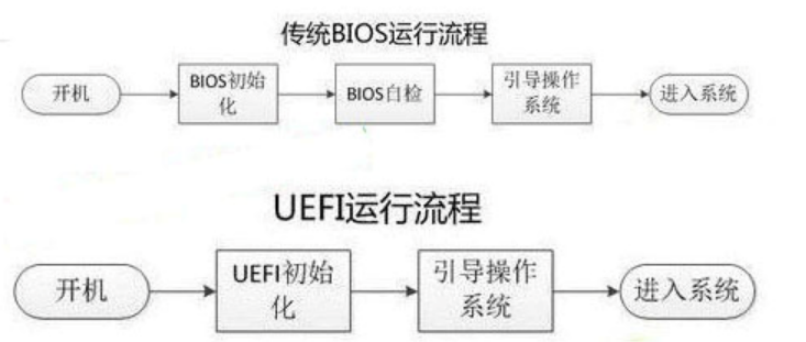 传统BIOS运行流程
开机
BIOS初始
化
BIOS自检
引导操作
系统
进入系统
UEFI运行流程
开机
UEFI初始
化
引导操作
系统
进入系统